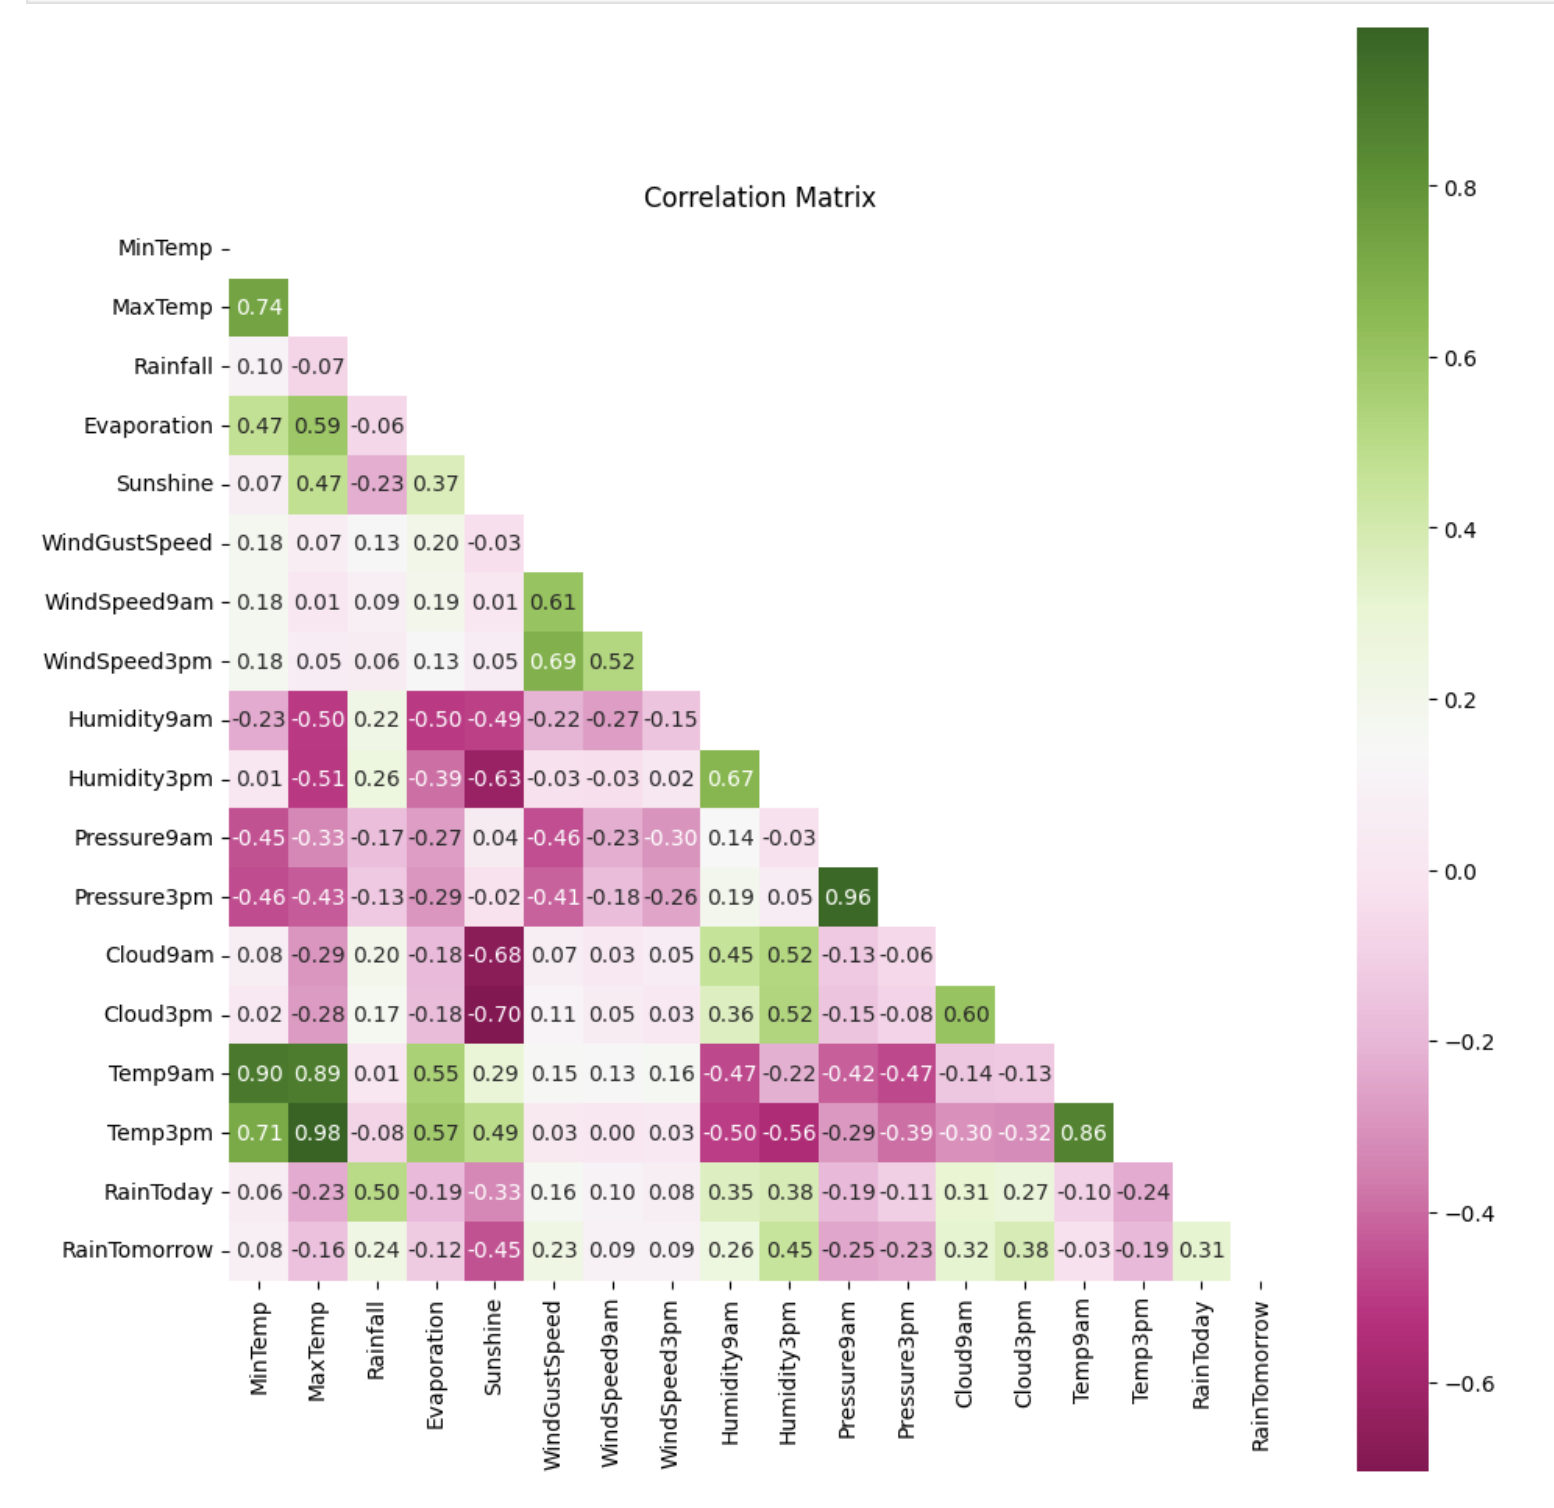 Correlation Matrix
MinTemp
MaxTemp 0.74
Rainfall 0.10 -0.07
Evaporation 0.47 0.59 -0.06
Sunshine 0.07 0.47 -0.23 0.37
WindGustSpeed 0.18 0.07 0.13 0.20 -0.03
WindSpeed9am 0.18 0.01 0.09 0.19 0.01 0.61
WindSpeed3pm 0.18 0.05 0.06 0.13 0.05 0.69 0.52
Humidity9am -0.23 -0.50 0.22 -0.50 -0.49 -0.22 -0.27 -0.15
Humidity3pm 0.01 -0.51 0.26 -0.39 -0.63 -0.03 -0.03 0.02 0.67
Pressure9am -0.45 -0.33 -0.17 -0.27 0.04 -0.46 -0.23 -0.30 0.14 -0.03
Pressure3pm -0.46 -0.43 -0.13 -0.29 -0.02 -0.41 -0.18 -0.26 0.19 0.05 0.96
Cloud9am 0.08 -0.29 0.20 -0.18 -0.68 0.07 0.03 0.05 0.45 0.52 -0.13 -0.06
Cloud3pm 0.02 -0.28 0.17 -0.18 -0.70 0.11 0.05 0.03 0.36 0.52 -0.15 -0.08 0.60
Temp9am 0.90 0.89 0.01 0.55 0.29 0.15 0.13 0.16 -0.47 -0.22 -0.42 -0.47 -0.14 -0.13
Temp3pm 0.71 0.98 -0.08 0.57 0.49 0.03 0.00 0.03 -0.50 -0.56 -0.29 -0.39 -0.30 -0.32 0.86
RainToday 0.06 -0.23 0.50 -0.19 -0.33 0.16 0.10 0.08 0.35 0.38 -0.19 -0.11 0.31 0.27 -0.10 -0.24
RainTomorrow 0.08 -0.16 0.24 -0.12 -0.45 0.23 0.09 0.09 0.26 0.45 -0.25 -0.23 0.32 0.38 -0.03 -0.19 0.31
MinTemp
MaxTemp
Rainfall
Evaporation
Sunshine
WindGustSpeed
WindSpeed9am
WindSpeed3pm
Humidity9am
Humidity3pm
Pressure9am
Pressure3pm
Cloud9am
Cloud3pm
Temp9am
Temp3pm
RainToday
RainTomorrow
0.8
0.6
0.4
0.2
0.0
−0.2
−0.4
−0.6